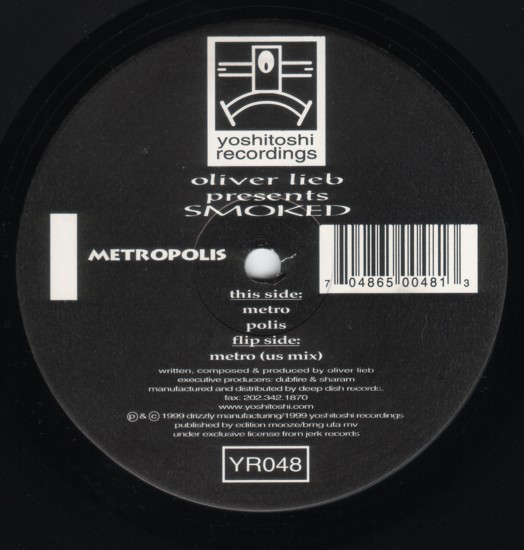 yoshitoshi
recordings
oliver lieb
presents
SMOKED
METROPOLIS
7 04865 00481 3
this side:
metro
polis
flip side:
metro (us mix)
written, composed & produced by oliver lieb
executive producers: dubfire & sharam
manufactured and distributed by deep dish records.
fax: 202.342.1870
www.yoshitoshi.com
℗ & © 1999 drizzly manufacturing/1999 yoshitoshi recordings
published by edition mooze/bmg ufa mv
under exclusive license from jerk records
YR048